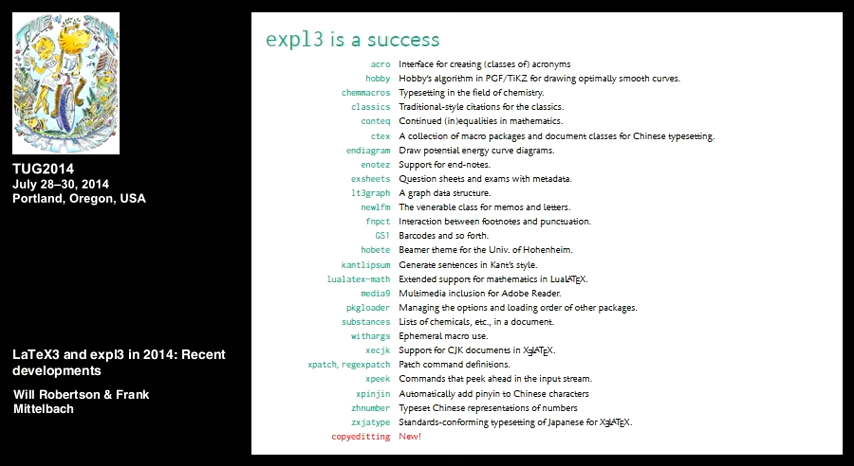 TUG2014
July 28–30, 2014
Portland, Oregon, USA
LaTeX3 and expl3 in 2014: Recent
developments
Will Robertson & Frank
Mittelbach
expl3 is a success
acro Interface for creating (classes of) acronyms
hobby Hobby's algorithm in PGF/TiKZ for drawing optimally smooth curves.
chemmacros Typesetting in the field of chemistry.
classics Traditional-style citations for the classics.
conteq Continued (in)equalities in mathematics.
ctex A collection of macro packages and document classes for Chinese typesetting.
endiagram Draw potential energy curve diagrams.
enotez Support for end-notes.
exsheets Question sheets and exams with metadata.
lt3graph A graph data structure.
newlfm The venerable class for memos and letters.
fnpct Interaction between footnotes and punctuation.
GS1 Barcodes and so forth.
hobete Beamer theme for the Univ. of Hohenheim.
kantlipsum Generate sentences in Kant's style.
lualatex-math Extended support for mathematics in LuaLATEX.
media9 Multimedia inclusion for Adobe Reader.
pkgloader Managing the options and loading order of other packages.
substances Lists of chemicals, etc., in a document.
withargs Ephemeral macro use.
xecjk Support for CJK documents in XƎLATEX.
xpatch, regexpatch Patch command definitions.
xpeek Commands that peek ahead in the input stream.
xpinjin Automatically add pinyin to Chinese characters
zhnumber Typeset Chinese representations of numbers
zxjatype Standards-conforming typesetting of Japanese for XƎLATEX.
copyeditting New!